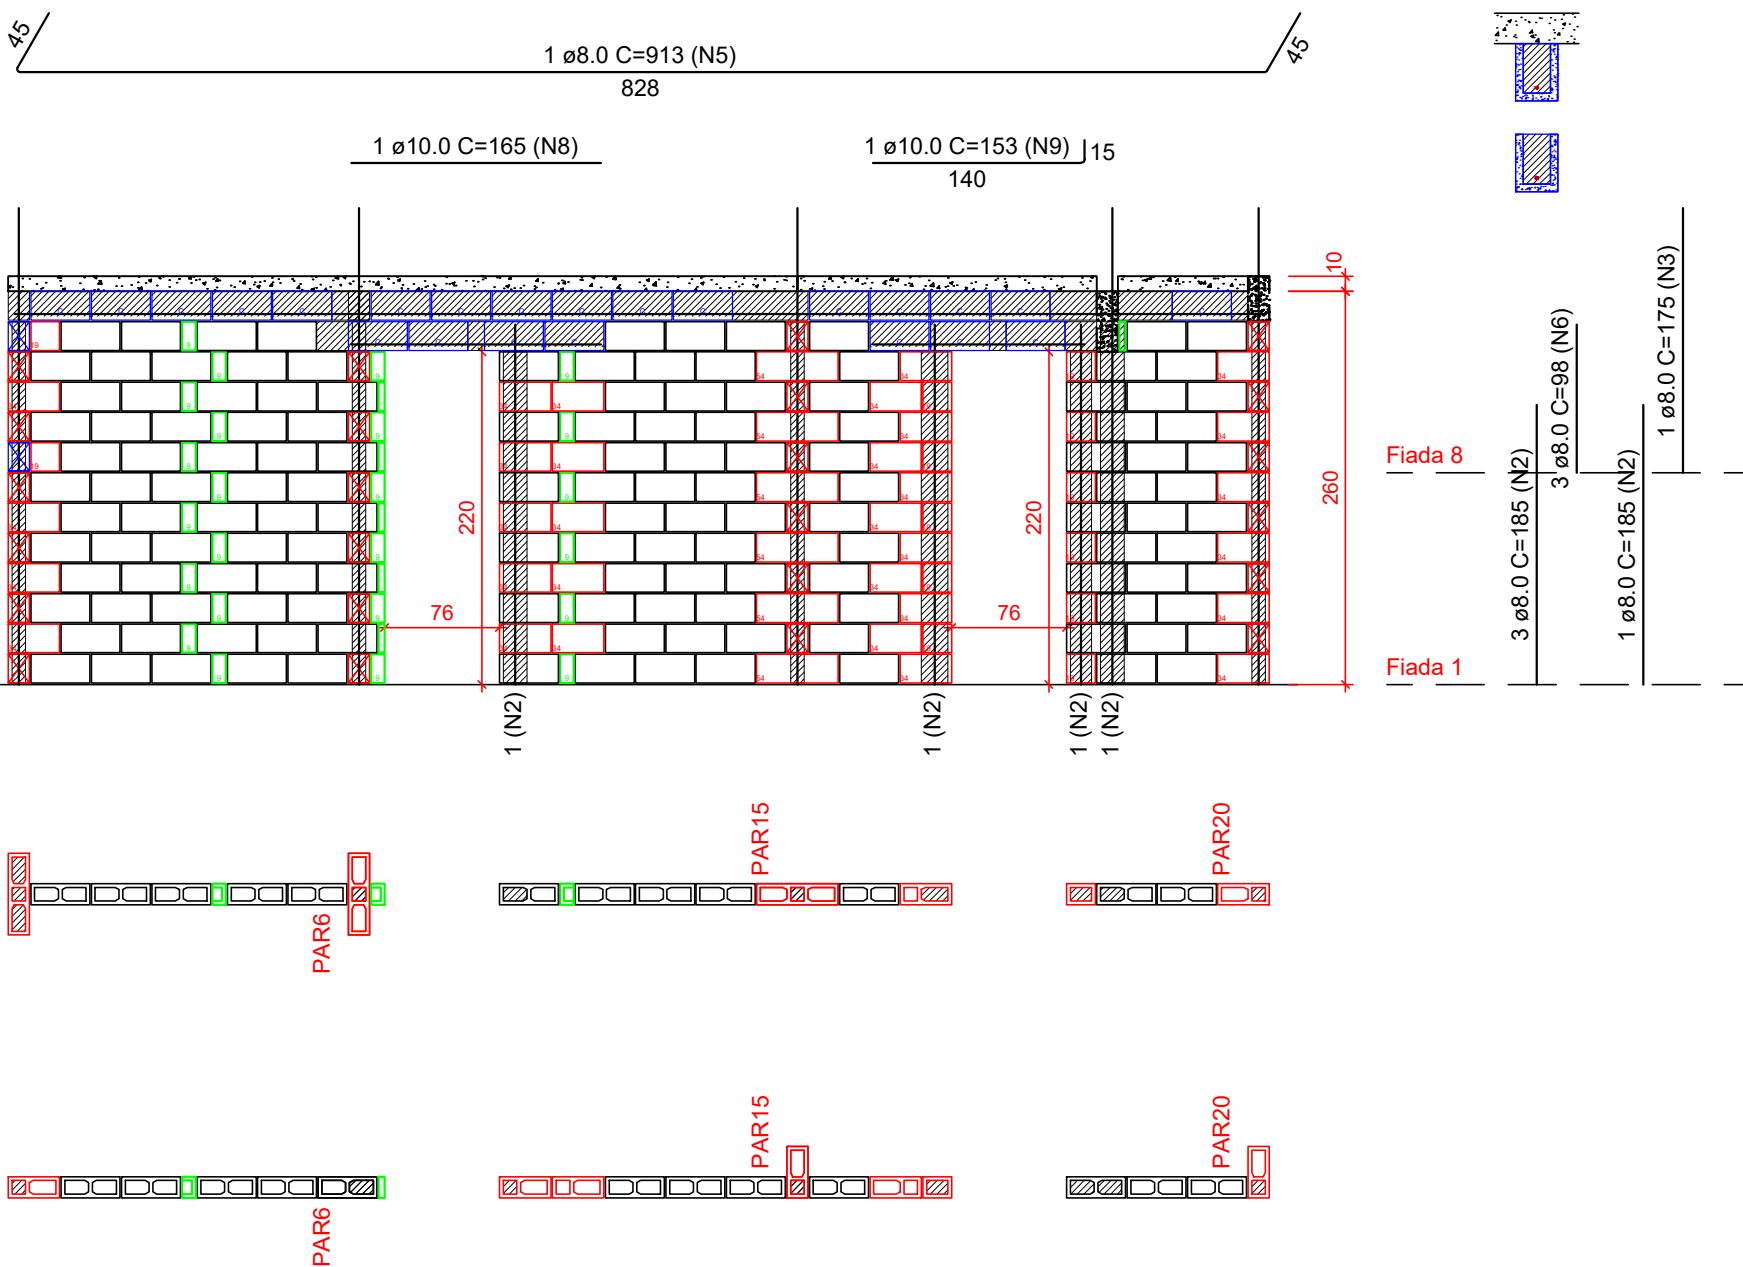 45
1 ø8.0 C=913 (N5)
828
45
1 ø10.0 C=165 (N8)
1 ø10.0 C=153 (N9)
15
140
10
260
220
220
76
76
1 (N2)
1 (N2)
1 (N2)
1 (N2)
Fiada 8
Fiada 1
3 ø8.0 C=185 (N2)
3 ø8.0 C=98 (N6)
1 ø8.0 C=185 (N2)
1 ø8.0 C=175 (N3)
PAR6
PAR15
PAR20
PAR6
PAR15
PAR20